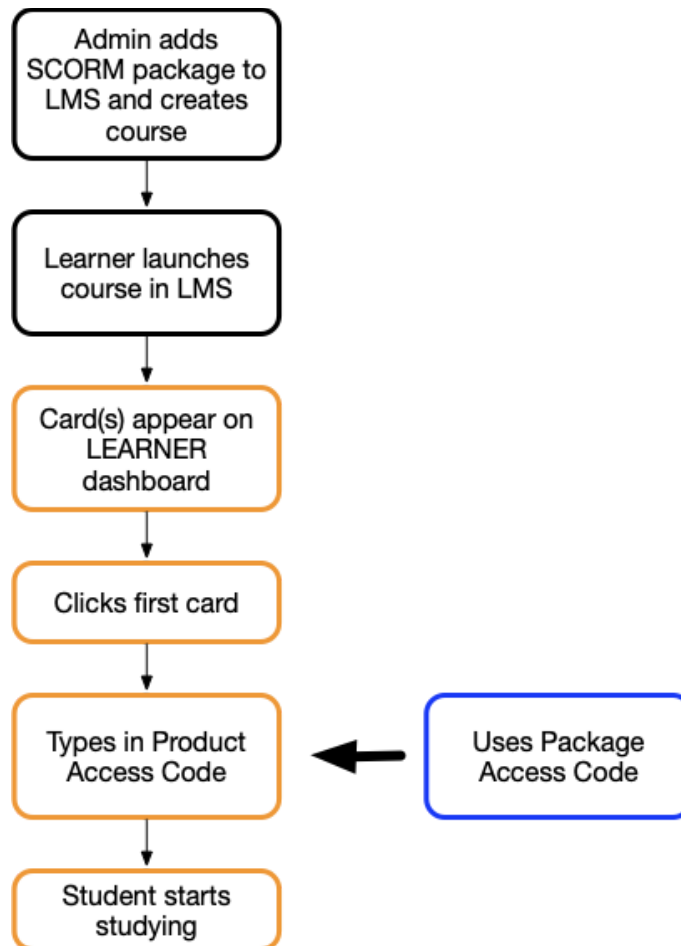 Admin adds
SCORM package to
LMS and creates
course
Learner launches
course in LMS
Card(s) appear on
LEARNER
dashboard
Clicks first card
Types in Product
Access Code
Uses Package
Access Code
Student starts
studying